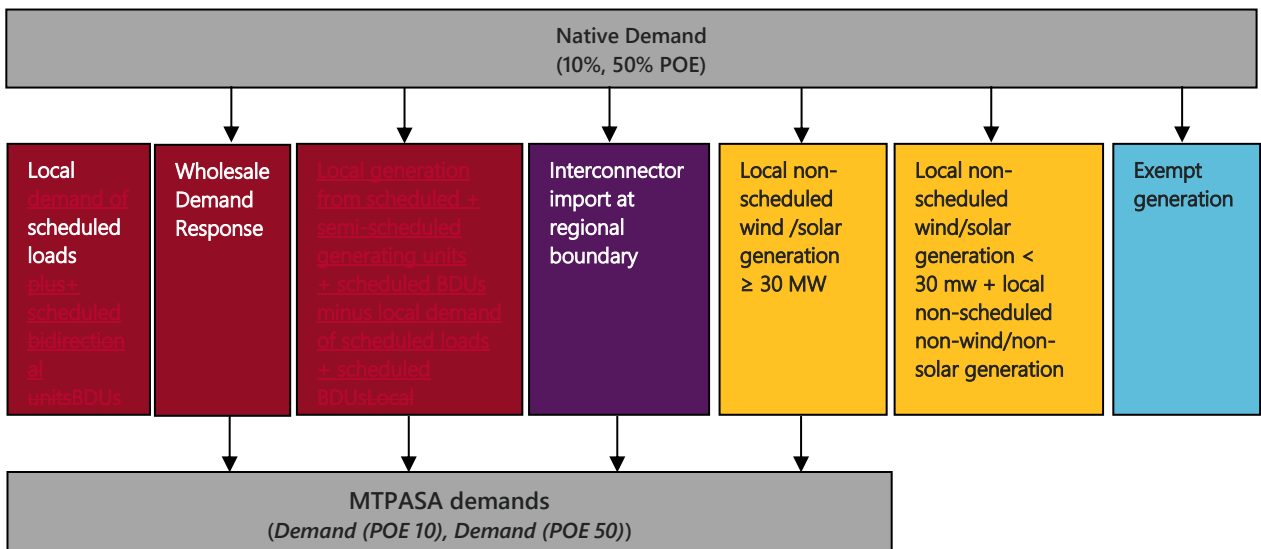 Native Demand
(10%, 50% POE)
Local
demand of
scheduled
loads
plus+
scheduled
bidirection
al
unitsBDUs
Wholesale
Demand
Response
Local generation
from scheduled +
semi-scheduled
generating units
+ scheduled BDUs
minus local demand
of scheduled loads
+ scheduled
BDUsLocal
Interconnector
import at
regional
boundary
Local non-
scheduled
wind /solar
generation
≥ 30 MW
Local non-
scheduled
wind/solar
generation <
30 mw + local
non-scheduled
non-wind/non-
solar generation
Exempt
generation
MTPASA demands
(Demand (POE 10), Demand (POE 50))